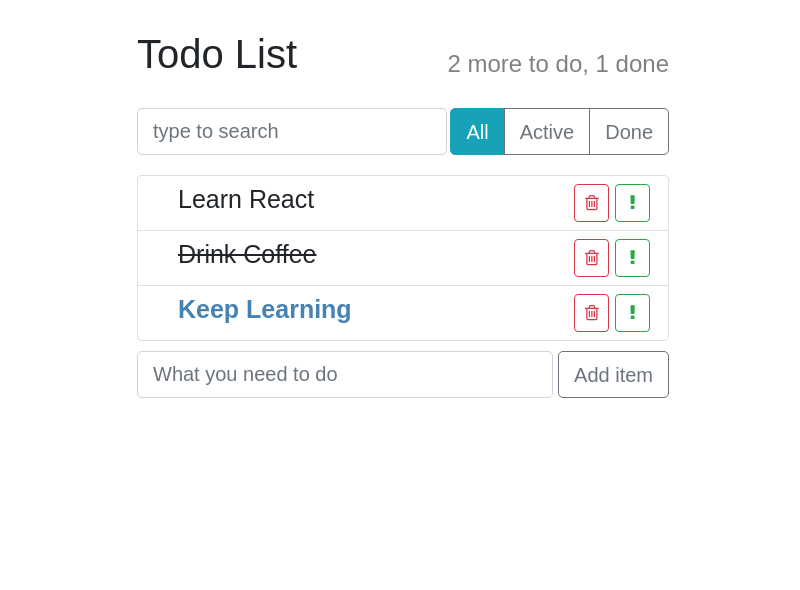 Todo List
2 more to do, 1 done
type to search
All
Active
Done
Learn React
Drink Coffee
Keep Learning
What you need to do
Add item